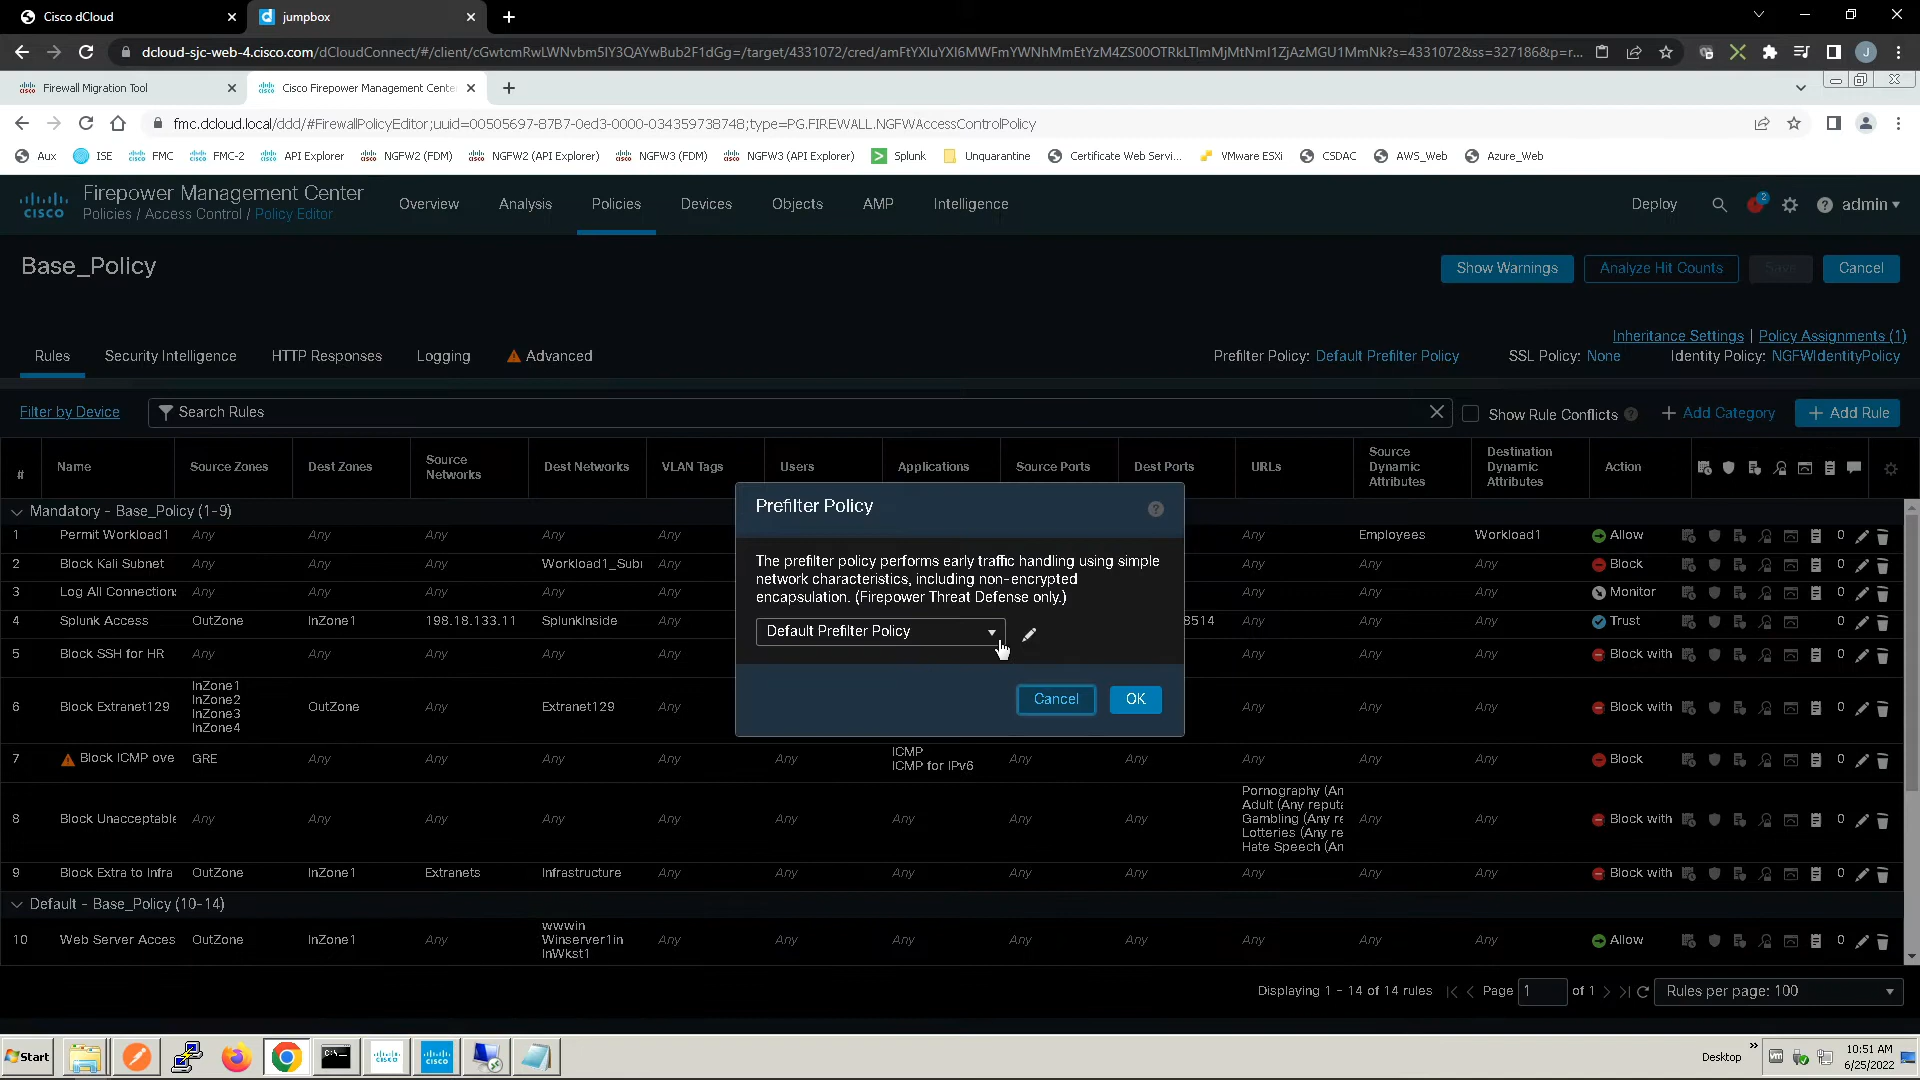 Cisco dCloud
jumpbox
dcloud-sjc-web-4.cisco.com/dCloudConnect/#/client/
Firewall Migration Tool
Cisco Firepower Management Cente
fmc.dcloud.local/ddd/#FirewallPolicyEditor;uuid=00505697-87B7-0ed3-0000-034359738748;type=PG.FIREWALL.NGFWAccessControlPolicy
Aux ISE FMC FMC-2 API Explorer NGFW2 (FDM) NGFW2 (API Explorer) NGFW3 (FDM) NGFW3 (API Explorer) Splunk Unquarantine Certificate Web Servi... VMware ESXi CSDAC AWS_Web Azure_Web
CISCO
Firepower Management Center
Policies / Access Control / Policy Editor
Overview Analysis Policies Devices Objects AMP Intelligence
Deploy 2 admin
Base_Policy
Show Warnings Analyze Hit Counts Save Cancel
Inheritance Settings | Policy Assignments (1)
Rules Security Intelligence HTTP Responses Logging Advanced
Prefilter Policy: Default Prefilter Policy SSL Policy: None Identity Policy: NGFWIdentityPolicy
Filter by Device Search Rules Show Rule Conflicts + Add Category + Add Rule
# Name Source Zones Dest Zones Source Networks Dest Networks VLAN Tags Users Applications Source Ports Dest Ports URLs Source Dynamic Attributes Destination Dynamic Attributes Action
Mandatory - Base_Policy (1-9)
1 Permit Workload1 Any Any Any Any Any Any Employees Workload1 Allow 0
2 Block Kali Subnet Any Any Any Workload1_Subi Any Any Any Any Block 0
3 Log All Connection: Any Any Any Any Any Any Any Any Monitor 0
4 Splunk Access OutZone InZone1 198.18.133.11 SplunkInside Any 8514 Any Any Any Trust 0
5 Block SSH for HR Any Any Any Any Any Any Any Any Block with 0
6 Block Extranet129
InZone1
InZone2
InZone3
InZone4
OutZone Any Extranet129 Any Any Any Any Block with 0
7 Block ICMP ove GRE Any Any Any Any Any
ICMP
ICMP for IPv6
Any Any Any Any Any Block 0
8 Block Unacceptable Any Any Any Any Any Any Any Any Any
Pornography (An
Adult (Any reputa
Gambling (Any re
Lotteries (Any re
Hate Speech (An
Any Any Block with 0
9 Block Extra to Infra OutZone InZone1 Extranets Infrastructure Any Any Any Any Any Any Any Any Block with 0
Default - Base_Policy (10-14)
10 Web Server Acces OutZone InZone1 Any
wwwin
Winserver1in
InWkst1
Any Any Any Any Any Any Any Any Allow 0
Prefilter Policy
The prefilter policy performs early traffic handling using simple
network characteristics, including non-encrypted
encapsulation. (Firepower Threat Defense only.)
Default Prefilter Policy
Cancel OK
Displaying 1 - 14 of 14 rules Page 1 of 1 Rules per page: 100
Start
Desktop
10:51 AM
6/25/2022